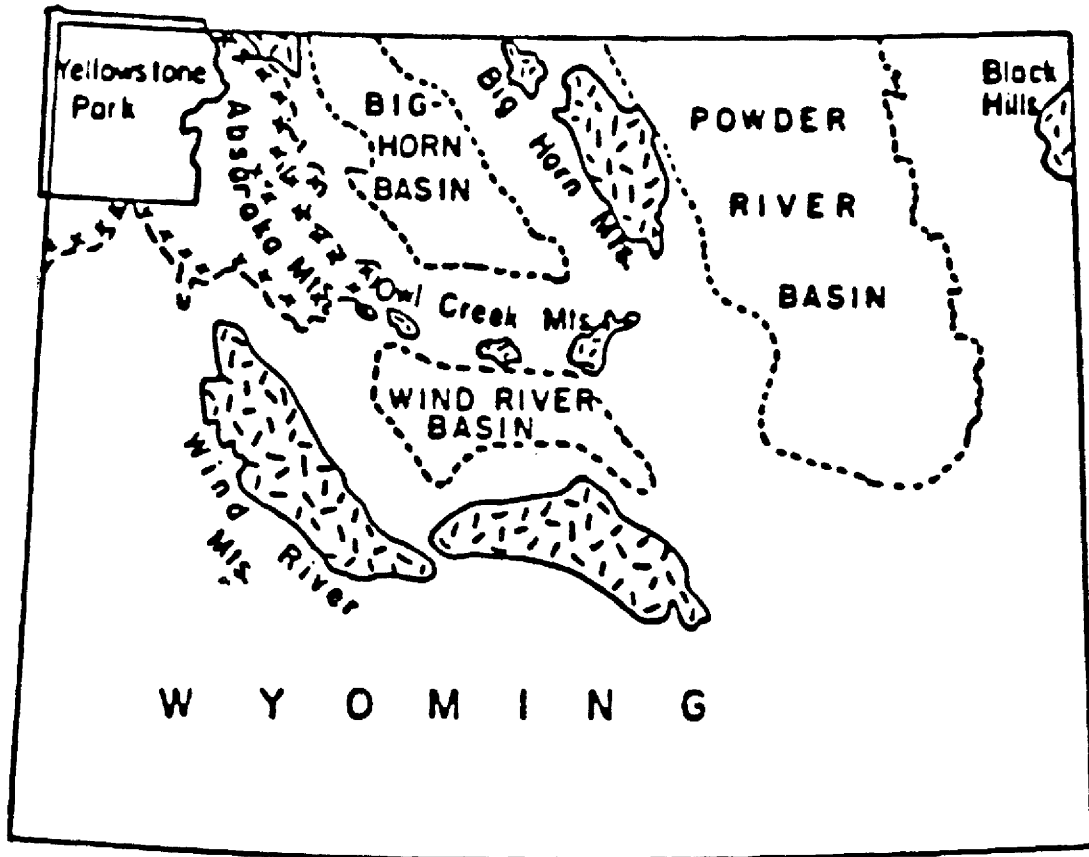 Yellowstone
Park
Absaroka Mts
BIG-
HORN
BASIN
Big Horn Mts.
POWDER
RIVER
BASIN
Black
Hills
Owl Creek Mts.
WIND RIVER
BASIN
Wind River
Mts.
WYOMING